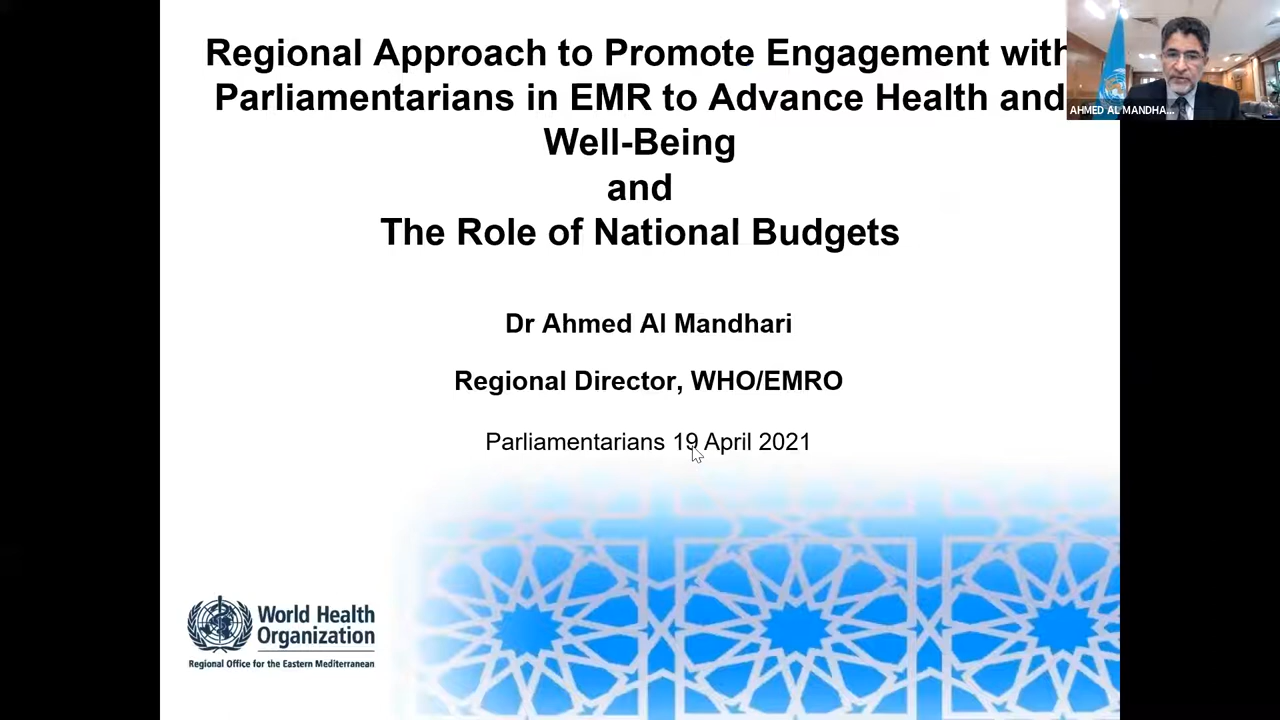 Regional Approach to Promote Engagement with
Parliamentarians in EMR to Advance Health and
Well-Being
and
The Role of National Budgets
AHMED AL MANDHA...
Dr Ahmed Al Mandhari
Regional Director, WHO/EMRO
Parliamentarians 19 April 2021
World Health
Organization
Regional Office for the Eastern Mediterranean